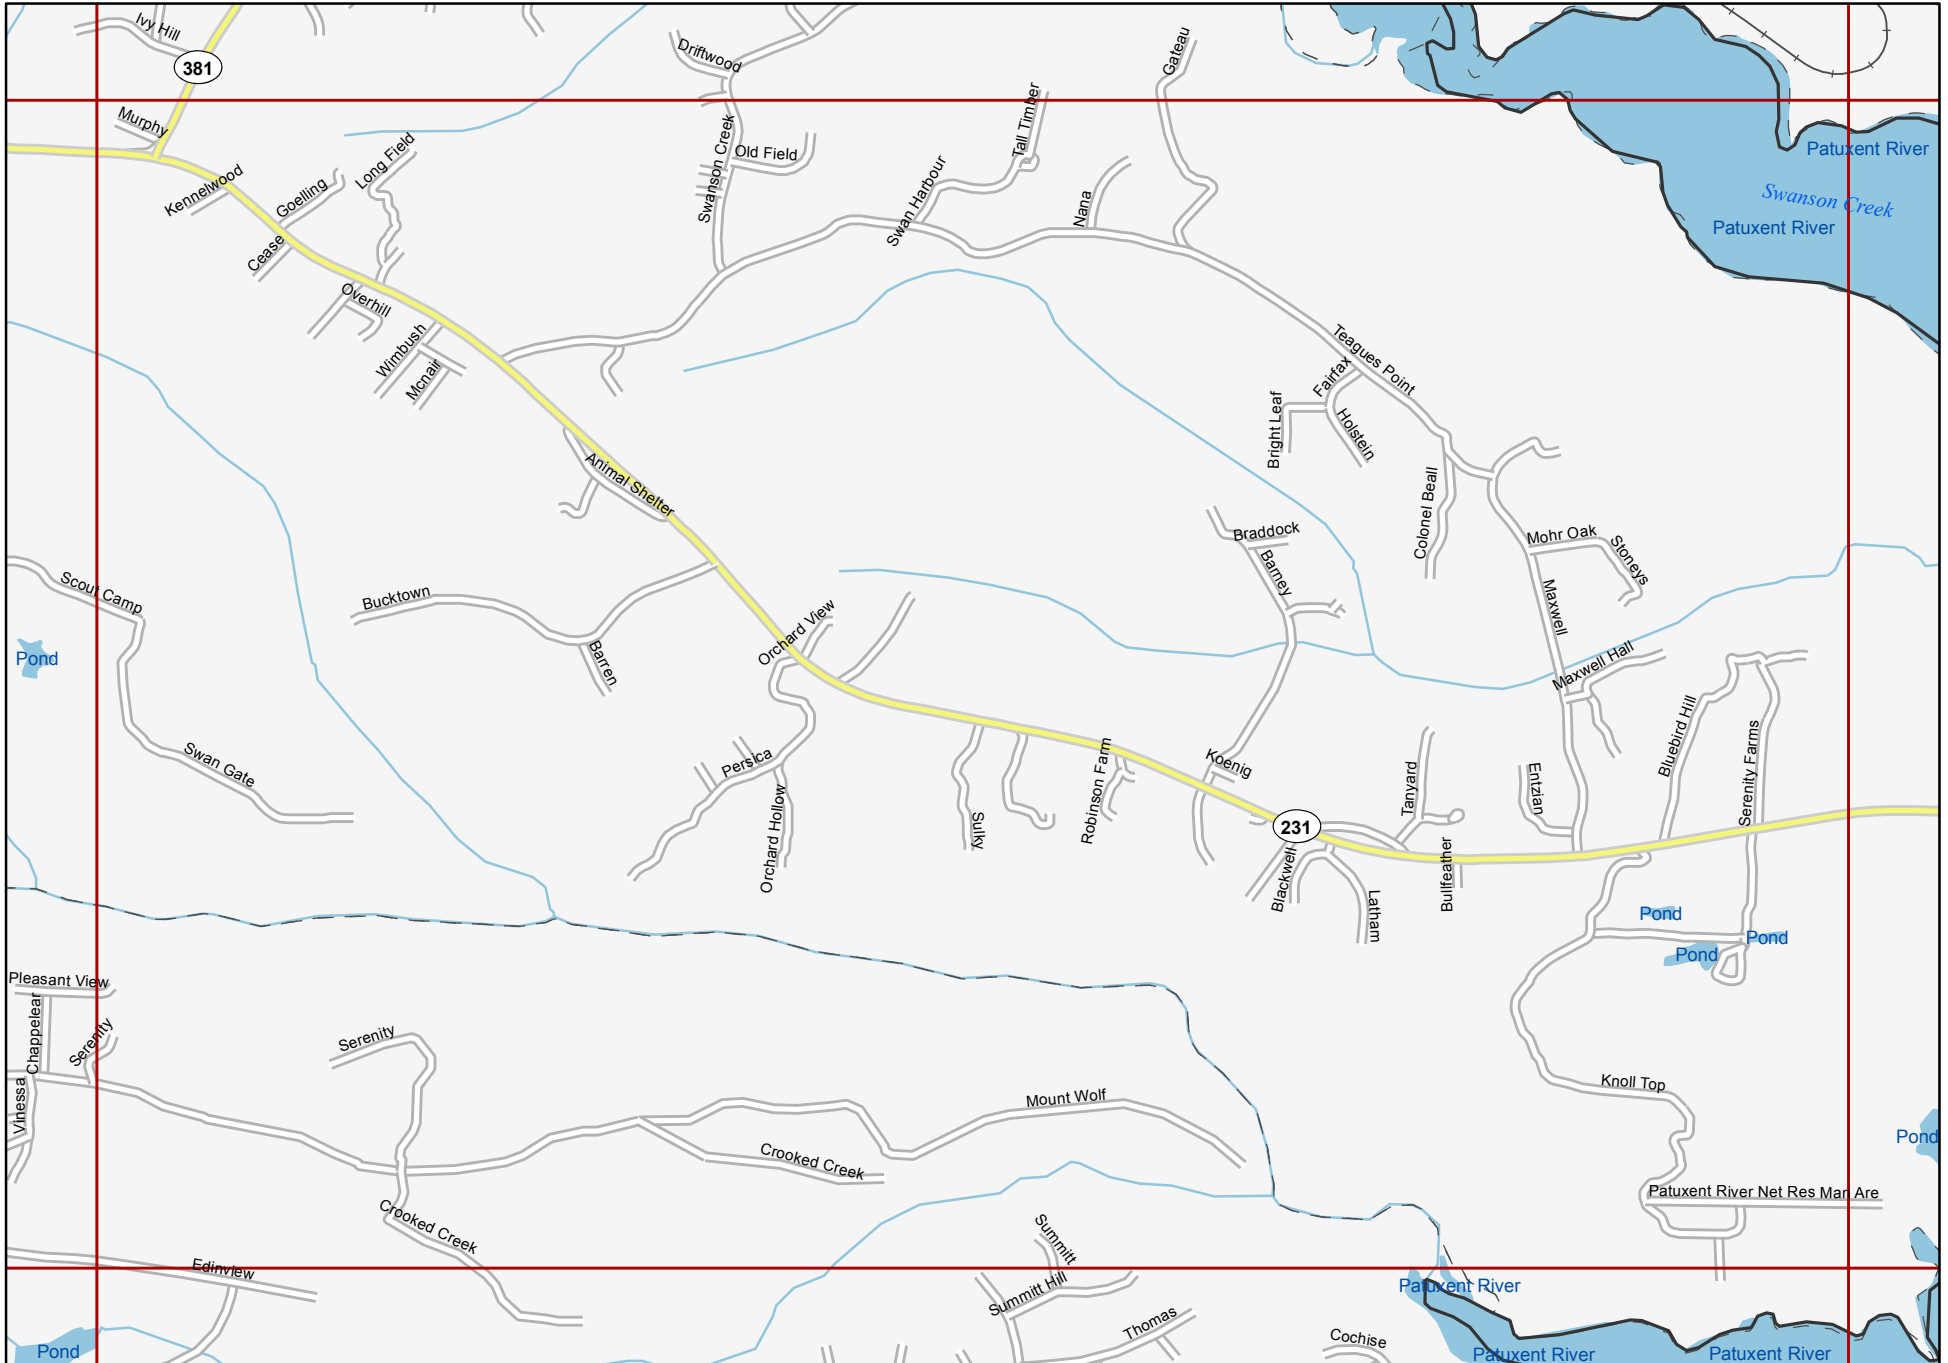 Ivy Hill
381
Driftwood
Gateau
Murphy
Long Field
Tall Timber
Patuxent River
Kennelwood
Goelling
Swanson Creek
Old Field
Swan Harbour
Nana
Swanson Creek
Patuxent River
Cease
Overhill
Wimbush
Mcnair
Teagues Point
Fairfax
Bright Leaf
Holstein
Animal Shelter
Colonel Beall
Braddock
Mohr Oak
Stoneys
Barney
Maxwell
Scout Camp
Bucktown
Orchard View
Pond
Barren
Maxwell Hall
Bluebird Hill
Serenity Farms
Swan Gate
Persica
Koenig
Robinson Farm
Orchard Hollow
Sulky
Tanyard
Entzian
231
Blackwell
Latham
Bullfeather
Pond
Pond
Pond
Pleasant View
Chappelear
Serenity
Serenity
Vinessa
Mount Wolf
Knoll Top
Crooked Creek
Pond
Patuxent River Net Res Man Are
Crooked Creek
Summitt
Edinview
Summitt Hill
Patuxent River
Thomas
Cochise
Pond
Patuxent River
Patuxent River